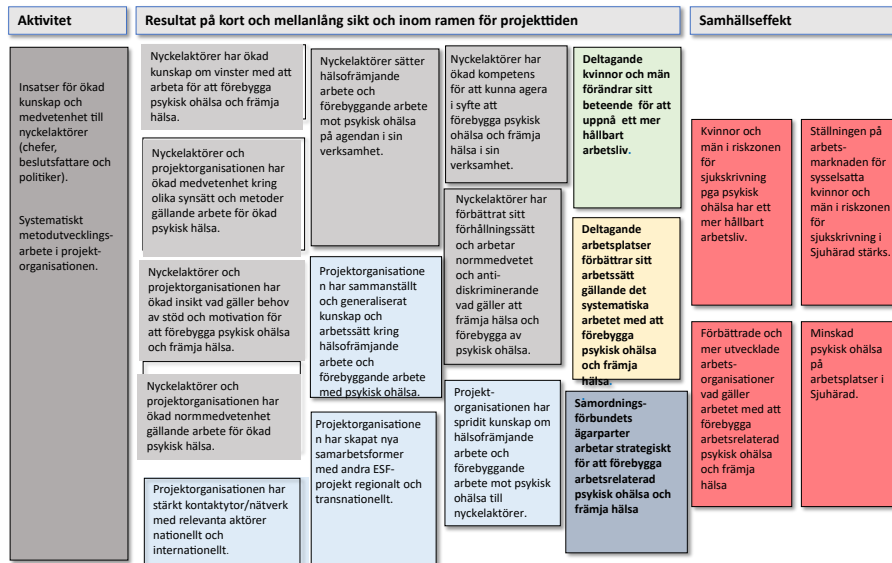 Aktivitet
Resultat på kort och mellanlång sikt och inom ramen för projekttiden
Samhällseffekt
Insatser för ökad
kunskap och
medvetenhet till
nyckelaktörer
(chefer,
beslutsfattare och
politiker).
Systematiskt
metodutvecklings-
arbete i projekt-
organisationen.
Nyckelaktörer har ökad
kunskap om vinster med att
arbeta för att förebygga
psykisk ohälsa och främja
hälsa.
Nyckelaktörer och
projektorganisationen har
ökad medvetenhet kring
olika synsätt och metoder
gällande arbete för ökad
psykisk hälsa.
Nyckelaktörer och
projektorganisationen har
ökad insikt vad gäller behov
av stöd och motivation för
att förebygga psykisk ohälsa
och främja hälsa.
Nyckelaktörer och
projektorganisationen har
ökad normmedvetenhet
gällande arbete för ökad
psykisk hälsa.
Projektorganisationen har
stärkt kontaktytor/nätverk
med relevanta aktörer
nationellt och
internationellt.
Nyckelaktörer sätter
hälsofrämjande
arbete och
förebyggande arbete
mot psykisk ohälsa
på agendan i sin
verksamhet.
Projektorganisatione
n har sammanställt
och generaliserat
kunskap och
arbetssätt kring
hälsofrämjande
arbete och
förebyggande arbete
med psykisk ohälsa.
Projektorganisatione
n har skapat nya
samarbetsformer
med andra ESF-
projekt regionalt och
transnationellt.
Nyckelaktörer har
ökad kompetens
för att kunna agera
i syfte att
förebygga psykisk
ohälsa och främja
hälsa i sin
verksamhet.
Nyckelaktörer har
förbättrat sitt
förhållningssätt
och arbetar
normmedvetet
och anti-
diskriminerande
vad gäller att
främja hälsa och
förebygga av
psykisk ohälsa.
Projekt-
organisationen har
spridit kunskap om
hälsofrämjande
arbete och
förebyggande
arbete mot psykisk
ohälsa till
nyckelaktörer.
Deltagande
kvinnor och män
förändrar sitt
beteende för att
uppnå ett mer
hållbart
arbetsliv.
Deltagande
arbetsplatser
förbättrar sitt
arbetssätt
gällande det
systematiska
arbetet med att
förebygga
psykisk ohälsa
och främja
hälsa.
Samordnings-
förbundets
ägarparter
arbetar strategiskt
för att förebygga
arbetsrelaterad
psykisk ohälsa och
främja hälsa
Kvinnor och
män i riskzonen
för
sjukskrivning
pga psykisk
ohälsa har ett
mer hållbart
arbetsliv.
Förbättrade och
mer utvecklade
arbets-
organisationer
vad gäller
arbetet med att
förebygga
arbetsrelaterad
psykisk ohälsa
och främja
hälsa
Ställningen på
arbets-
marknaden för
sysselsatta
kvinnor och
män i riskzonen
för
sjukskrivning i
Sjuhärad stärks.
Minskad
psykisk ohälsa
på
arbetsplatser i
Sjuhärad.